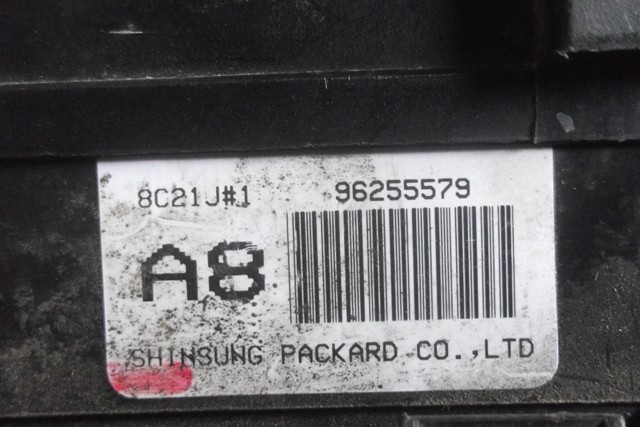 8C21J#1 96255579
A8
SHINSUNG PACKARD CO.,LTD